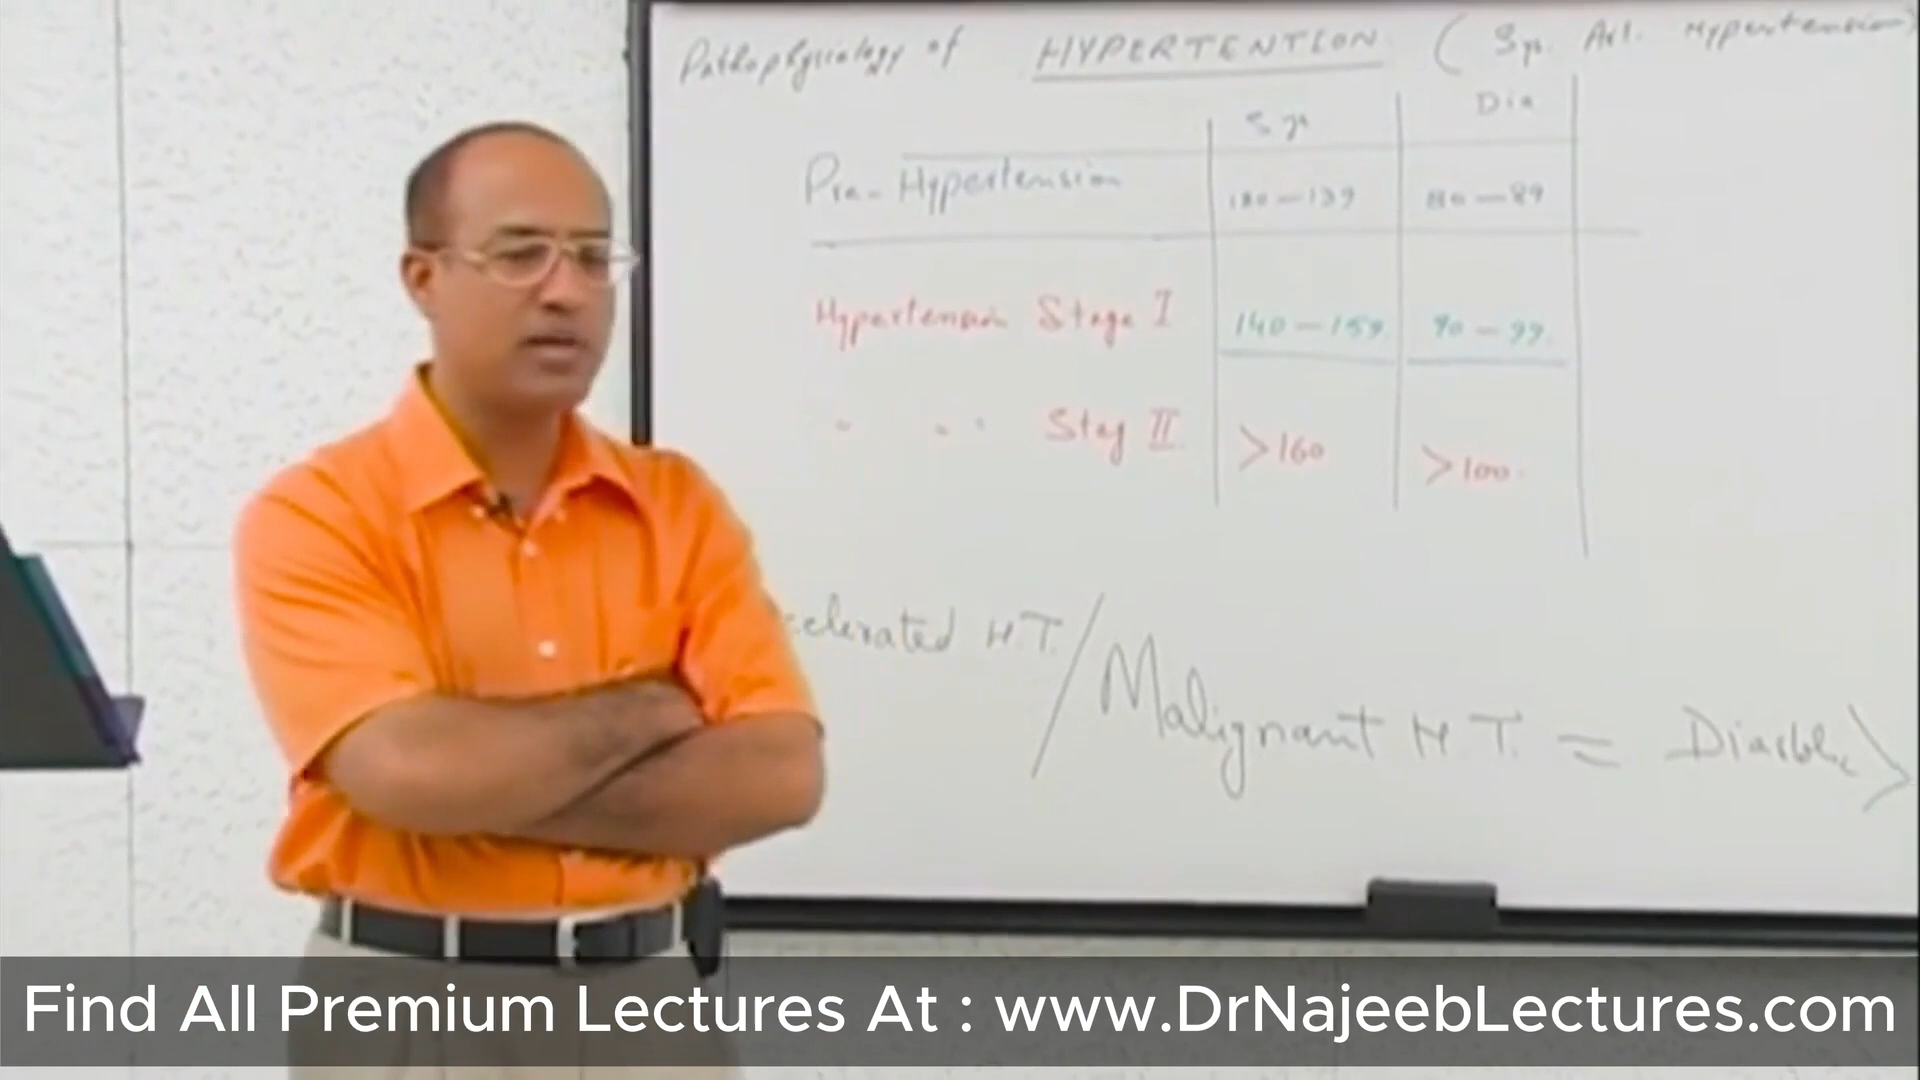 Pathophysiology of HYPERTENTION ( Sys. Art. Hypertension)
Sys Dia
Pre-Hypertension 120-139 80-89
Hypertension Stage I 140-159 90-99
" " " Stag II >160 >100.
celerated H.T. / Malignant H.T. = Diastolic >
Find All Premium Lectures At : www.DrNajeebLectures.com